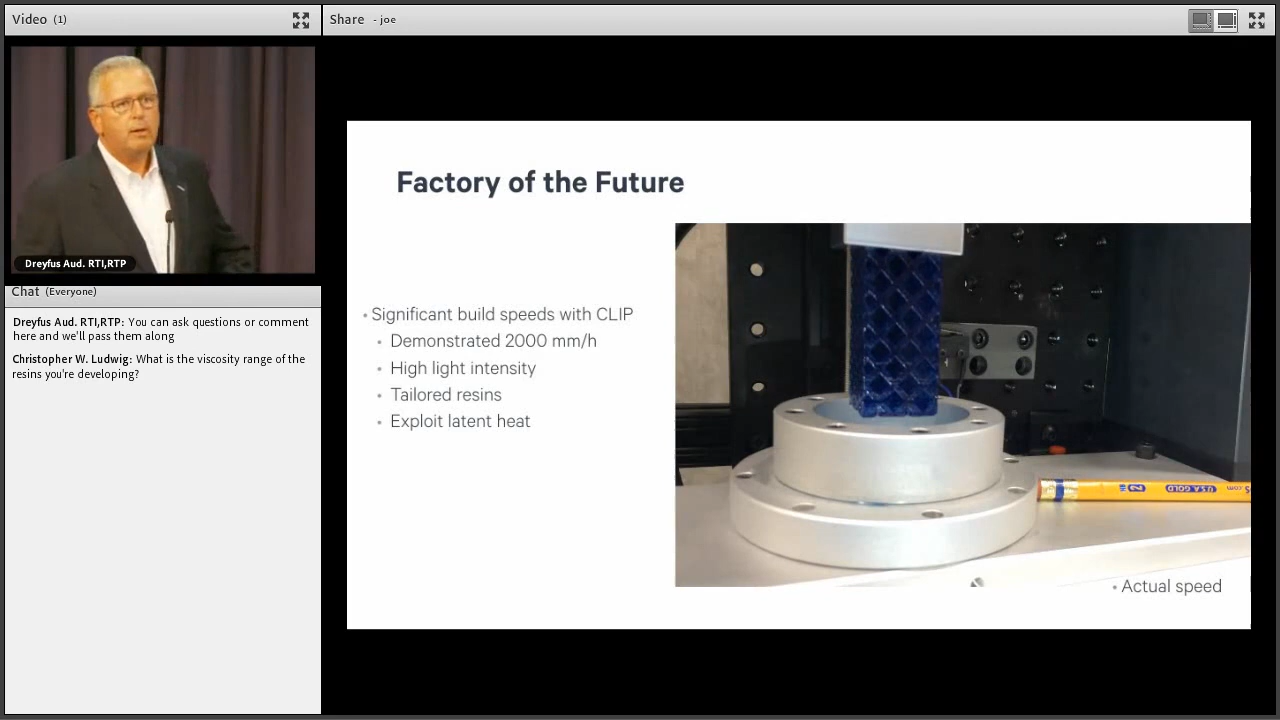 Video (1)
Share - joe
Dreyfus Aud. RTI,RTP
Chat (Everyone)
Dreyfus Aud. RTI,RTP: You can ask questions or comment
here and we'll pass them along
Christopher W. Ludwig: What is the viscosity range of the
resins you're developing?
Factory of the Future
• Significant build speeds with CLIP
• Demonstrated 2000 mm/h
• High light intensity
• Tailored resins
• Exploit latent heat
2
U.S.A. GOLD
• Actual speed